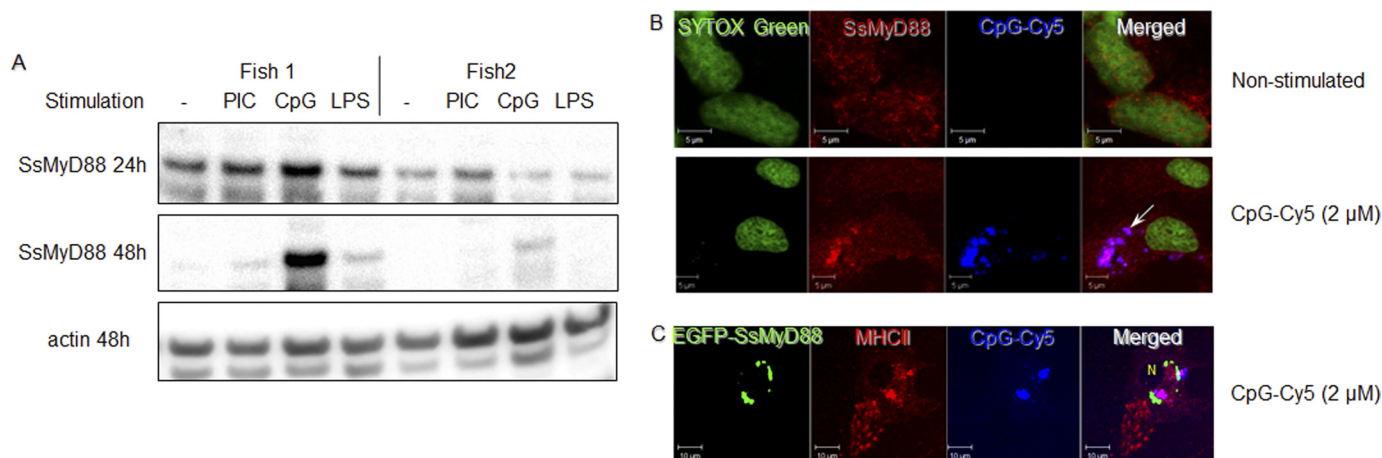 A
Fish 1 Fish2
Stimulation - PIC CpG LPS - PIC CpG LPS
SsMyD88 24h
SsMyD88 48h
actin 48h
B
SYTOX Green SsMyD88 CpG-Cy5 Merged
Non-stimulated
5 μm 5 μm 5 μm 5 μm
CpG-Cy5 (2 µM)
5 μm 5 μm 5 μm 5 μm
C
EGFP-SsMyD88 MHCII CpG-Cy5 Merged
N
CpG-Cy5 (2 µM)
10 μm 10 μm 10 μm 10 μm